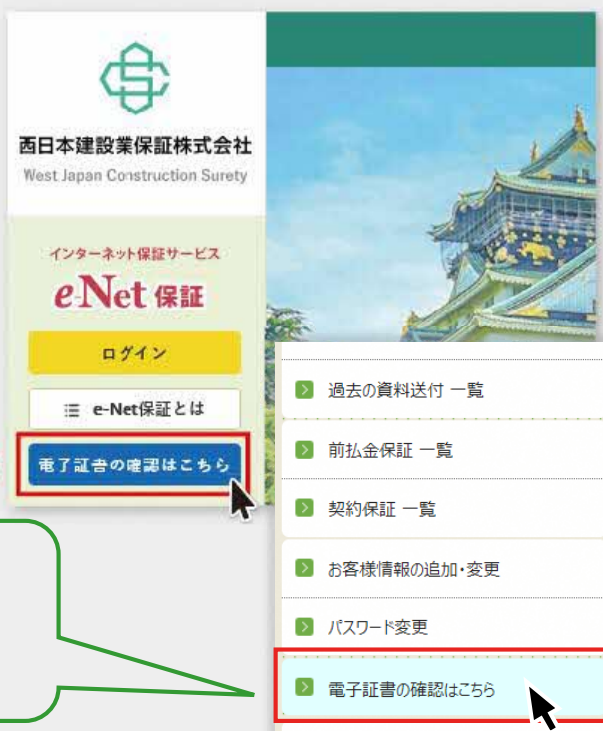 西日本建設業保証株式会社
West Japan Construction Surety
インターネット保証サービス
e-Net 保証
ログイン
e-Net保証とは
電子証書の確認はこちら
過去の資料送付 一覧
前払金保証 一覧
契約保証 一覧
お客様情報の追加・変更
パスワード変更
電子証書の確認はこちら